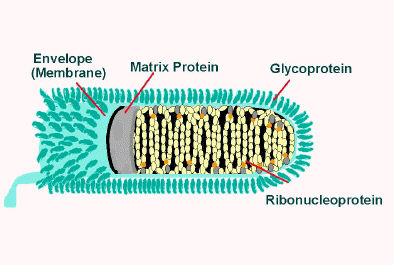 Envelope
(Membrane)
Matrix Protein
Glycoprotein
Ribonucleoprotein